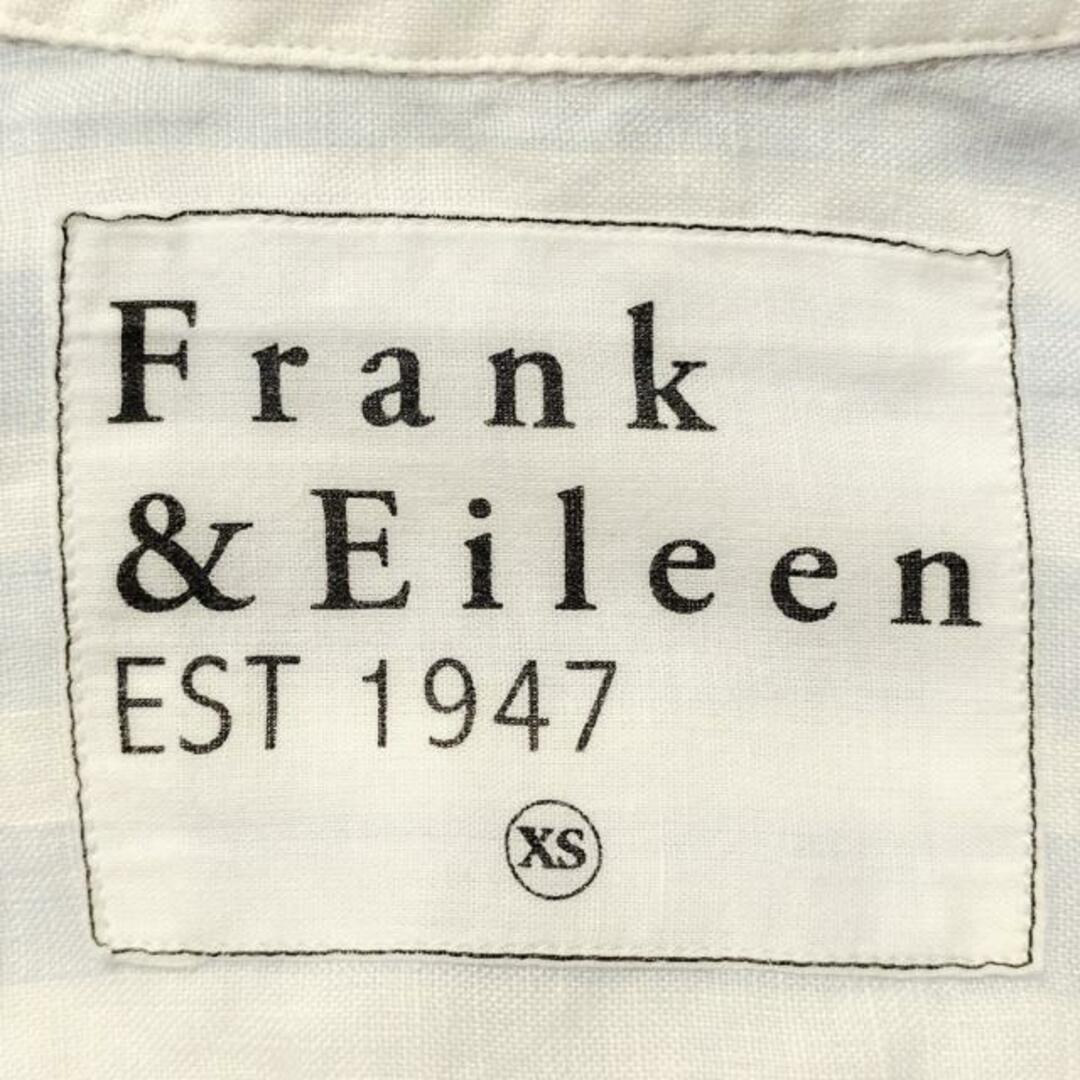 Frank
& Eileen
EST 1947
XS